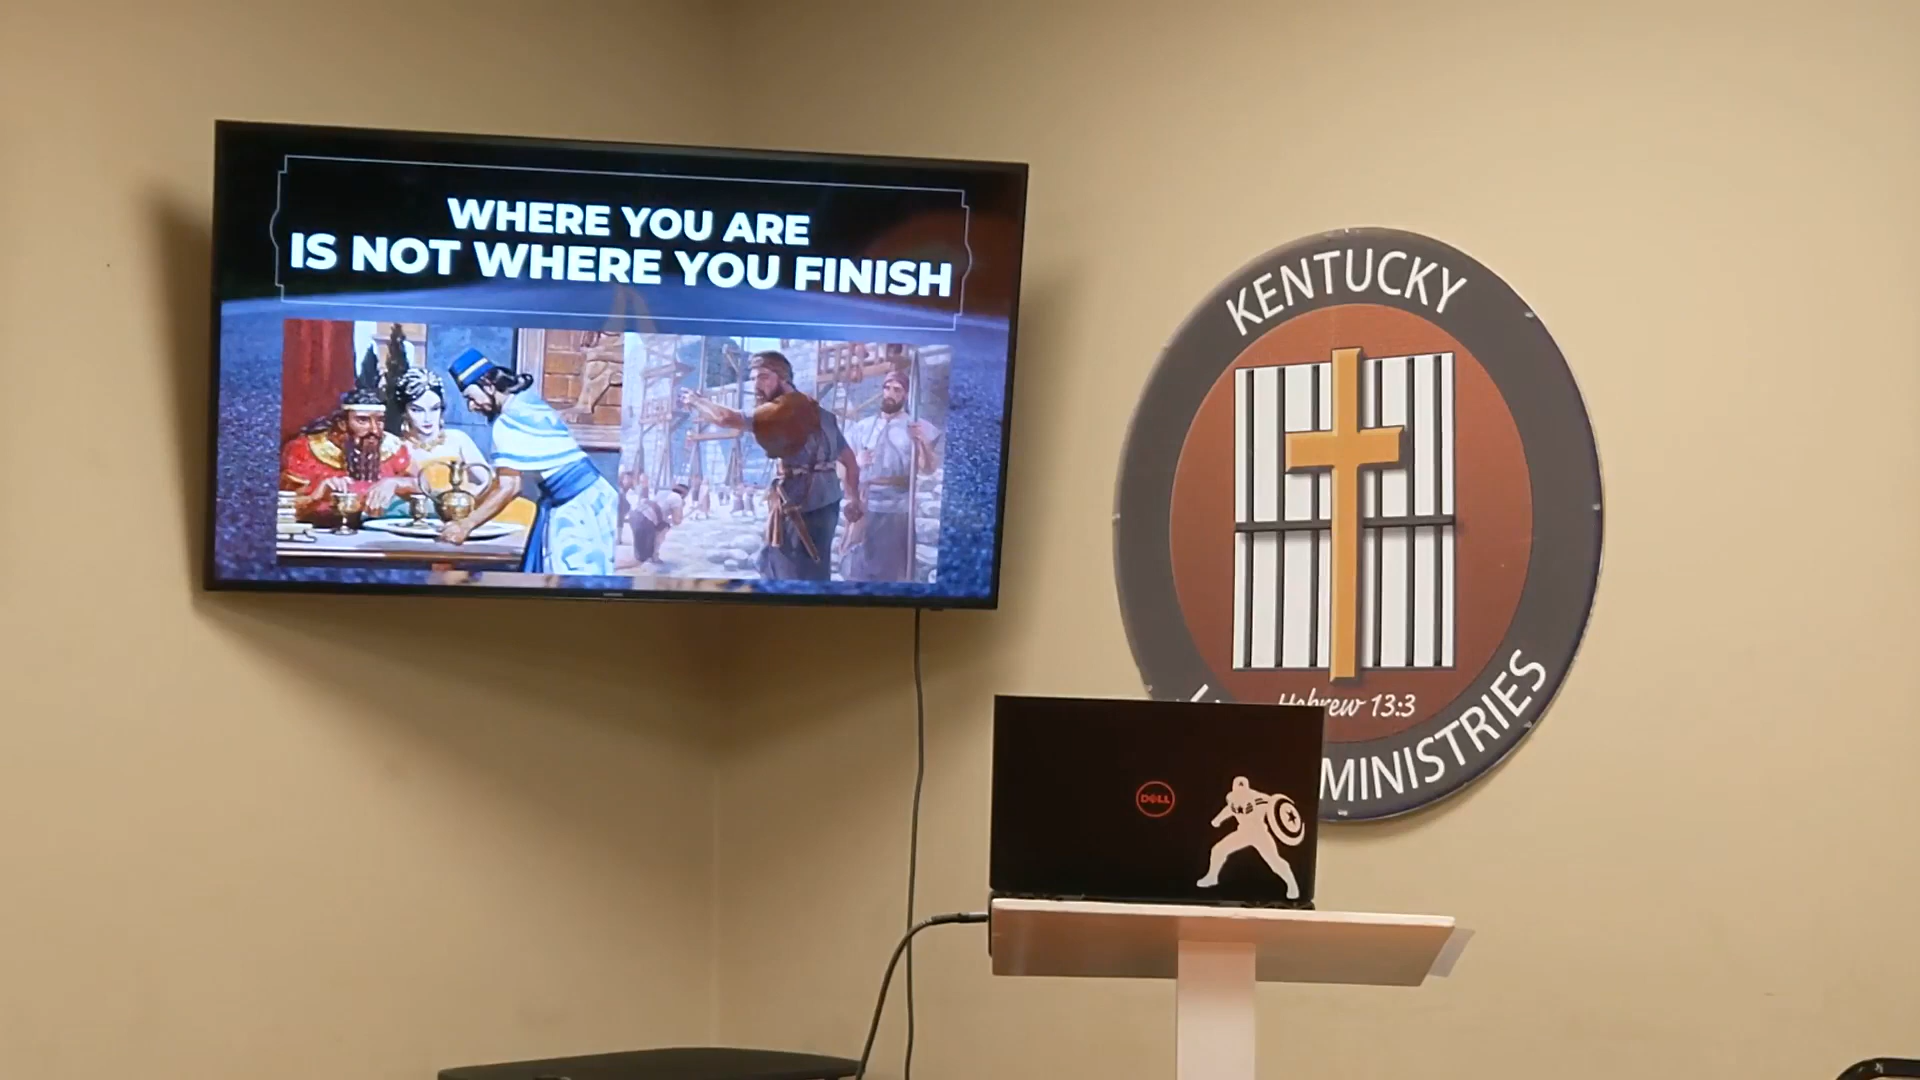 WHERE YOU ARE
IS NOT WHERE YOU FINISH
KENTUCKY
Hebrew 13:3
MINISTRIES
DELL